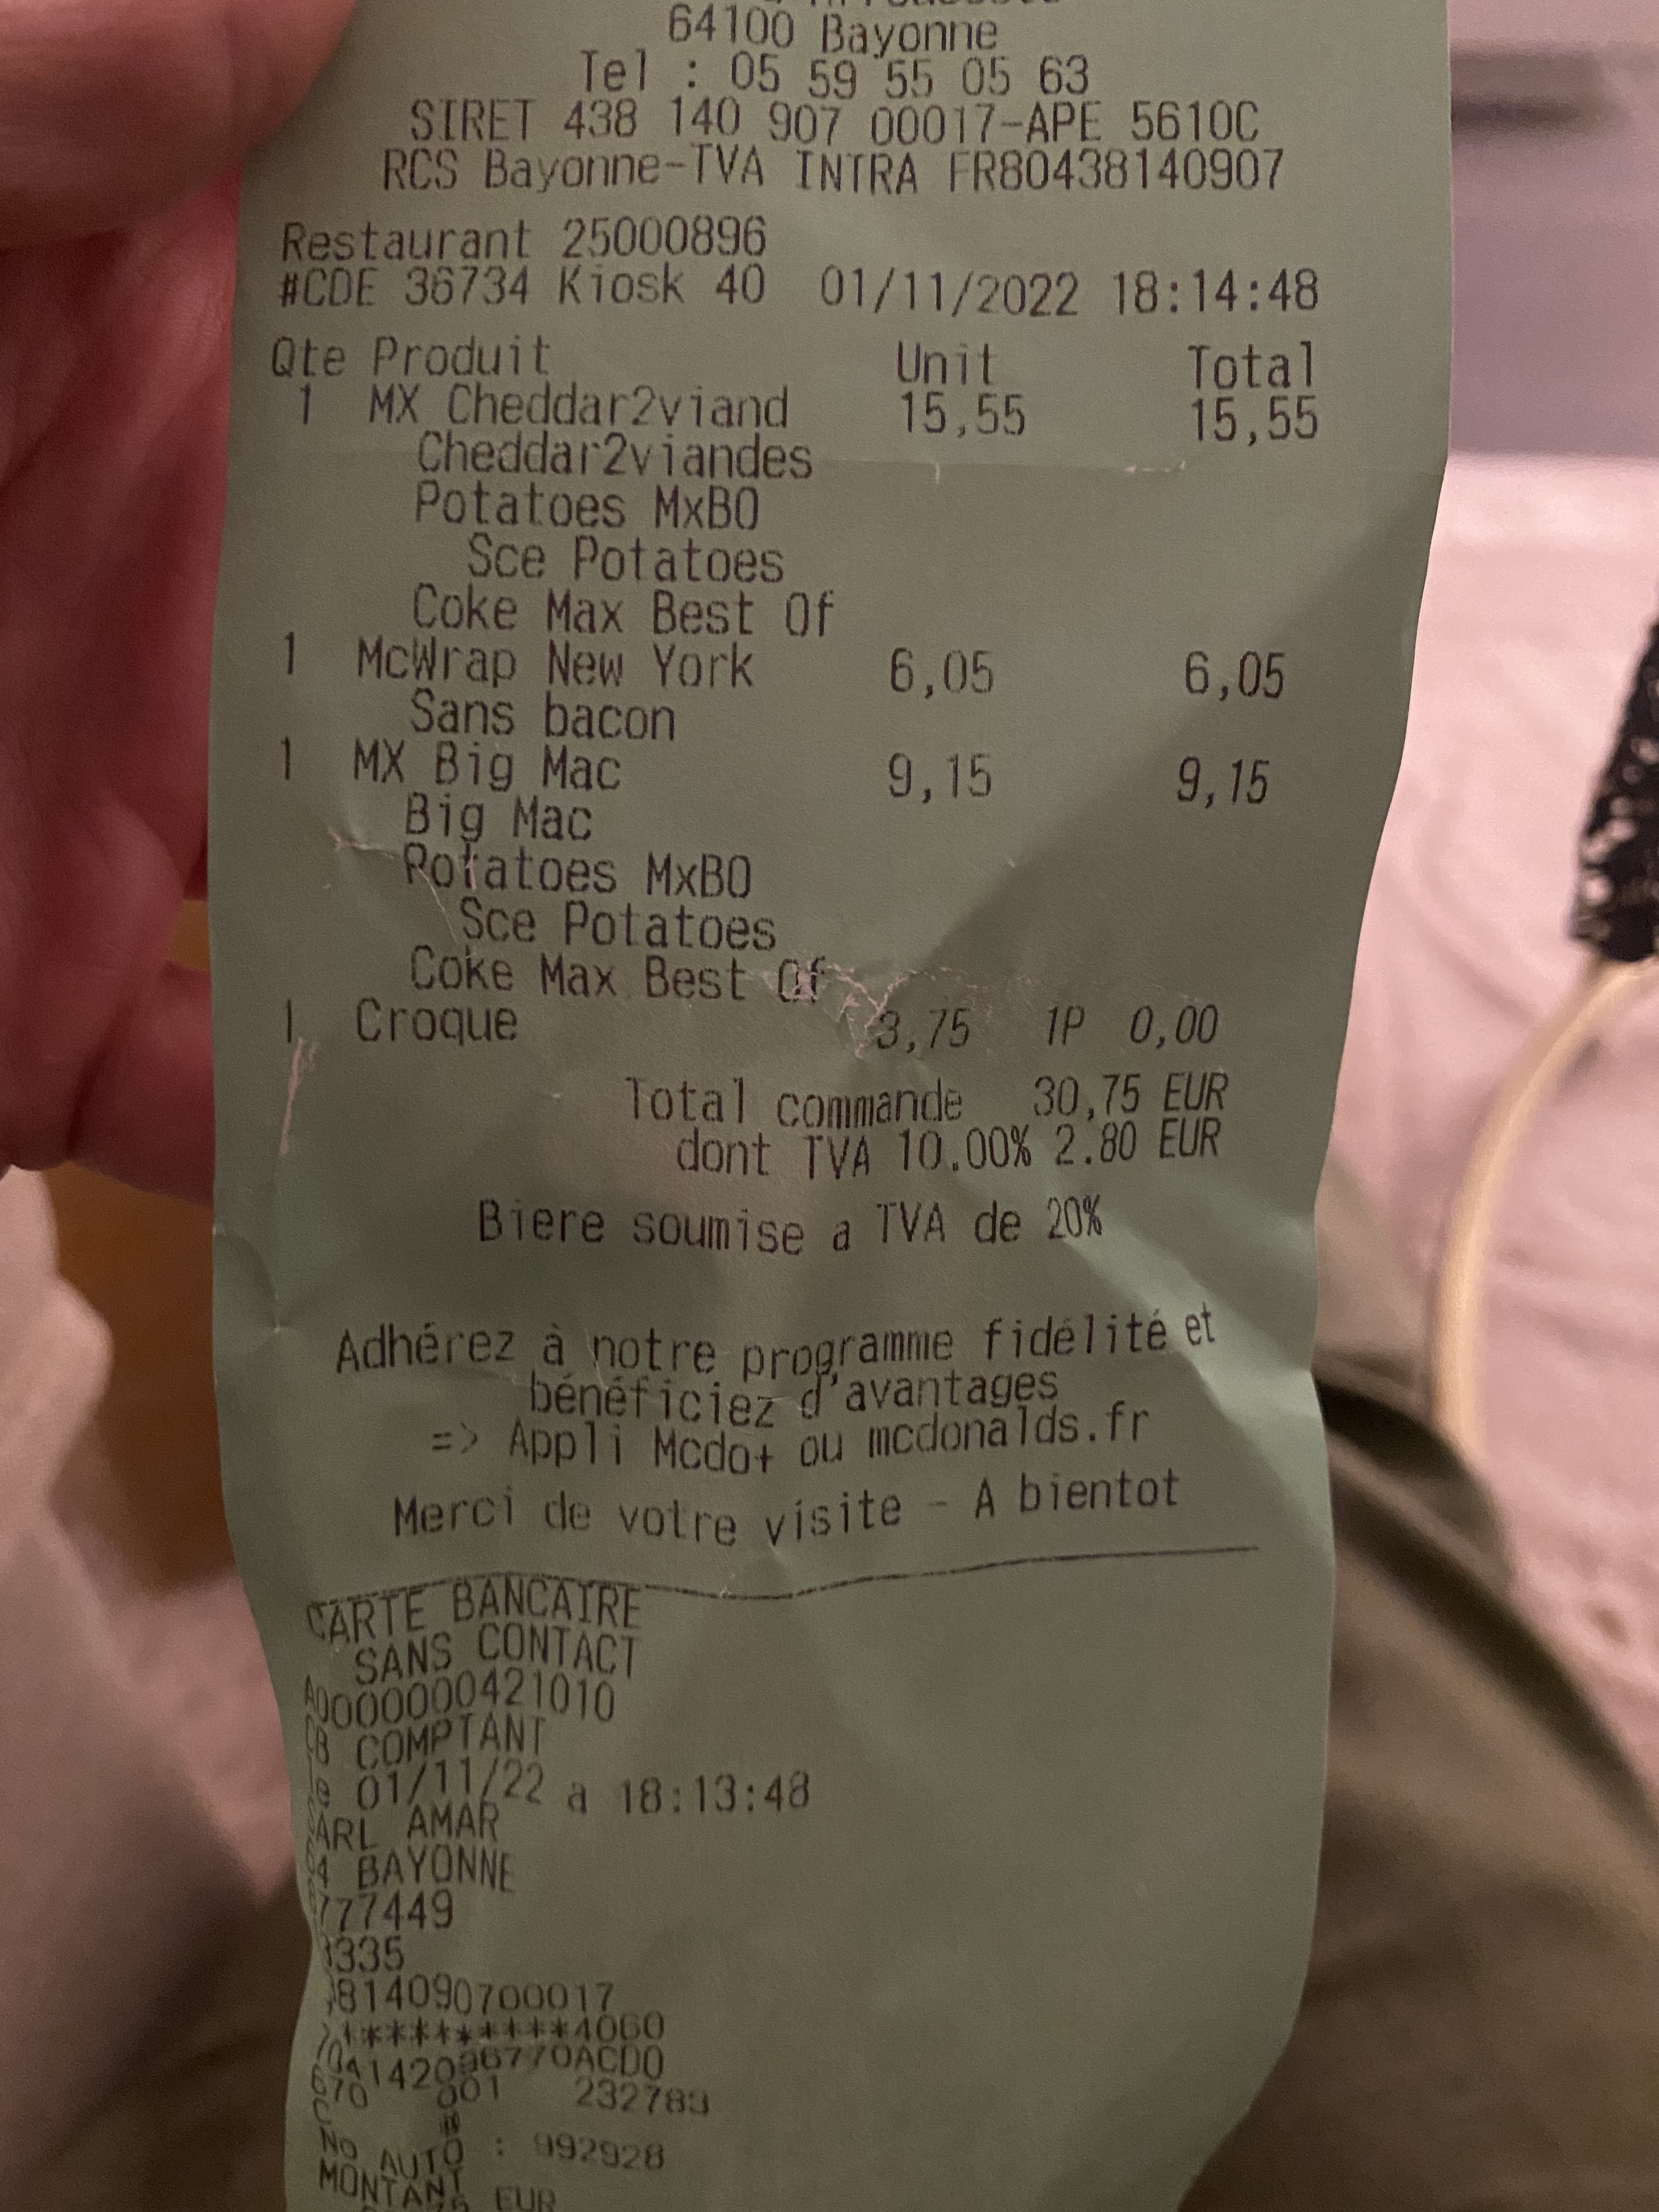 64100 Bayonne
Tel : 05 59 55 05 63
SIRET 438 140 907 00017-APE 5610C
RCS Bayonne-TVA INTRA FR80438140907
Restaurant 25000896
#CDE 36734 Kiosk 40 01/11/2022 18:14:48
Qte Produit Unit Total
1 MX Cheddar2viand 15,55 15,55
Cheddar2viandes
Potatoes MxBO
Sce Potatoes
Coke Max Best Of
1 McWrap New York 6,05 6,05
Sans bacon
1 MX Big Mac 9,15 9,15
Big Mac
Potatoes MxBO
Sce Potatoes
Coke Max Best Of
1 Croque 3,75 1P 0,00
Total commande 30,75 EUR
dont TVA 10.00% 2.80 EUR
Biere soumise a TVA de 20%
Adhérez à notre programme fidélité et
bénéficiez d'avantages
=> Appli Mcdo+ ou mcdonalds.fr
Merci de votre visite - A bientot
CARTE BANCAIRE
SANS CONTACT
A0000000421010
CB COMPTANT
le 01/11/22 a 18:13:48
ARL AMAR
64 BAYONNE
777449
3335
814090700017
**********4060
001 232783
No AUTO : 992928
MONTANT
EUR